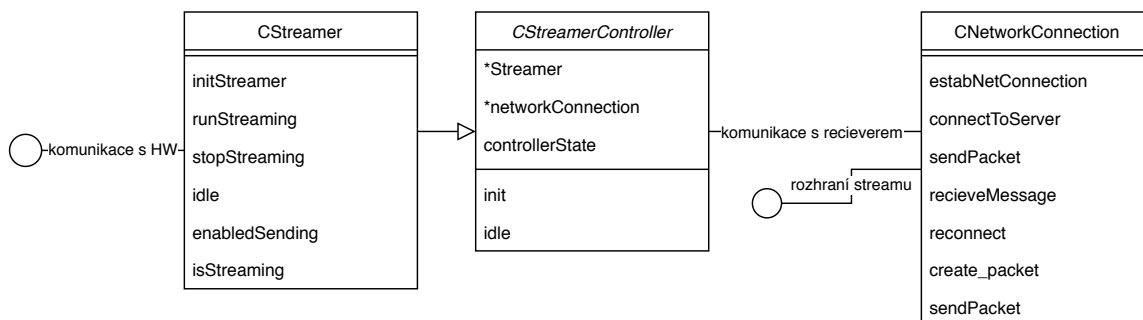 CStreamer
initStreamer
runStreaming
stopStreaming
idle
enabledSending
isStreaming
komunikace s HW
CStreamerController
*Streamer
*networkConnection
controllerState
init
idle
komunikace s recieverem
rozhraní streamu
CNetworkConnection
estabNetConnection
connectToServer
sendPacket
recieveMessage
reconnect
create_packet
sendPacket